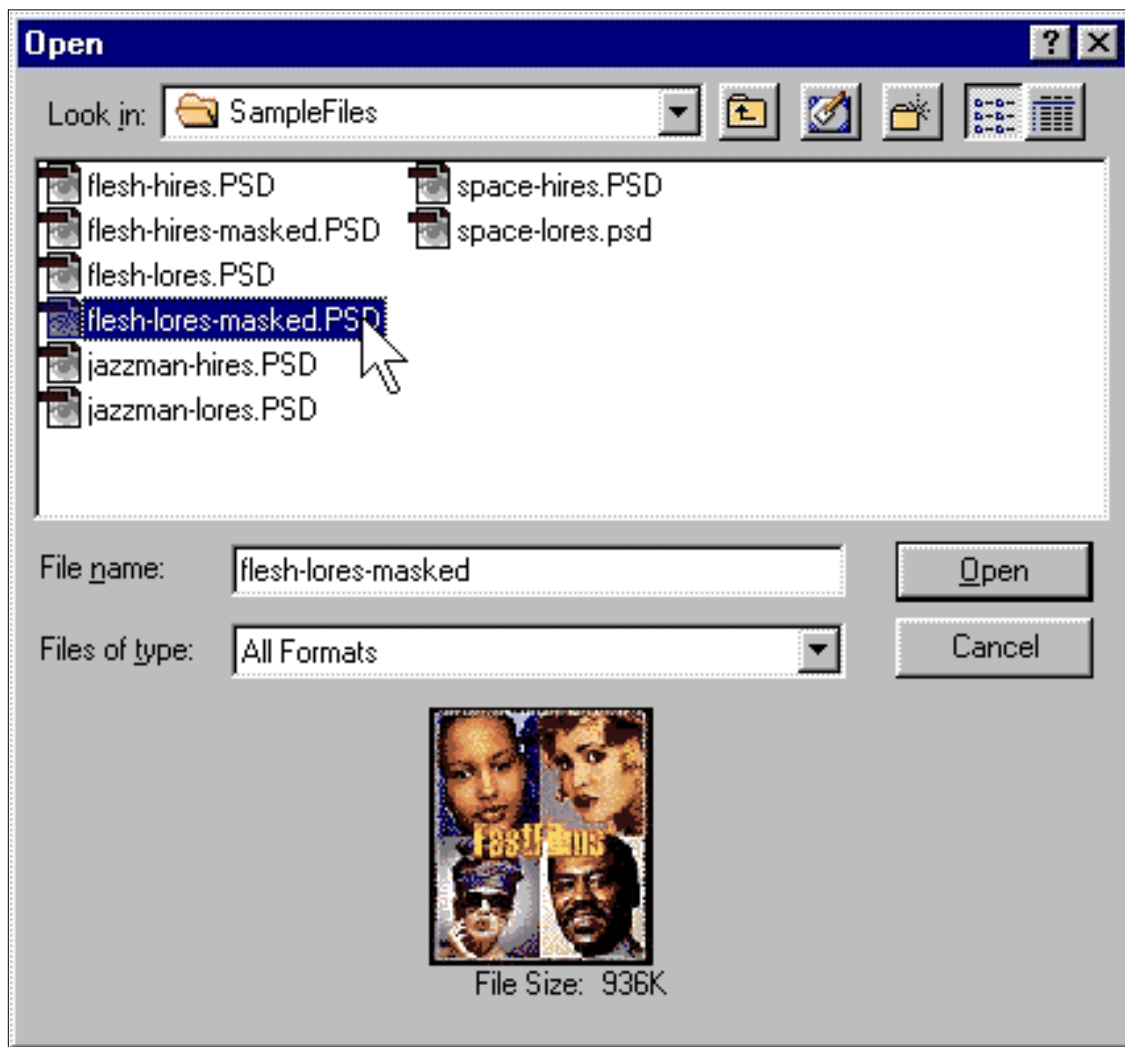 Open
Look in: SampleFiles
flesh-hires.PSD
flesh-hires-masked.PSD
flesh-lores.PSD
flesh-lores-masked.PSD
jazzman-hires.PSD
jazzman-lores.PSD
space-hires.PSD
space-lores.psd
File name: flesh-lores-masked Open
Files of type: All Formats Cancel
FastFilms
File Size: 936K